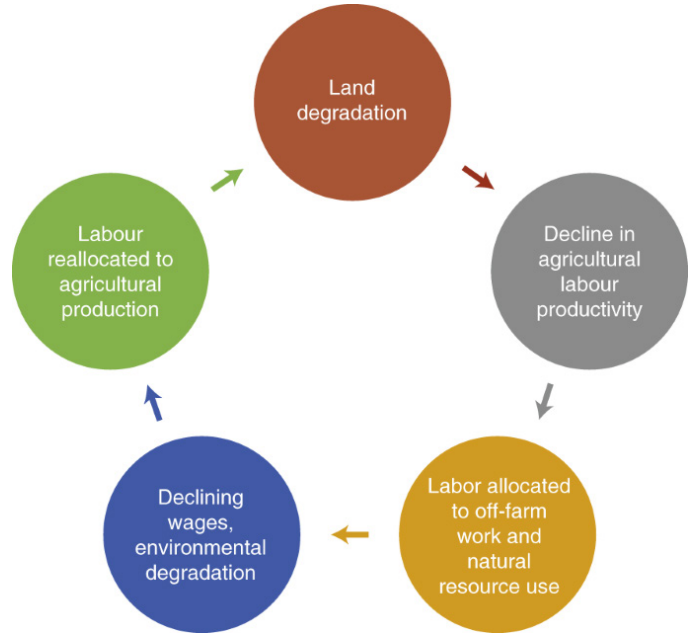 Land
degradation
Decline in
agricultural
labour
productivity
Labor allocated
to off-farm
work and
natural
resource use
Declining
wages,
environmental
degradation
Labour
reallocated to
agricultural
production